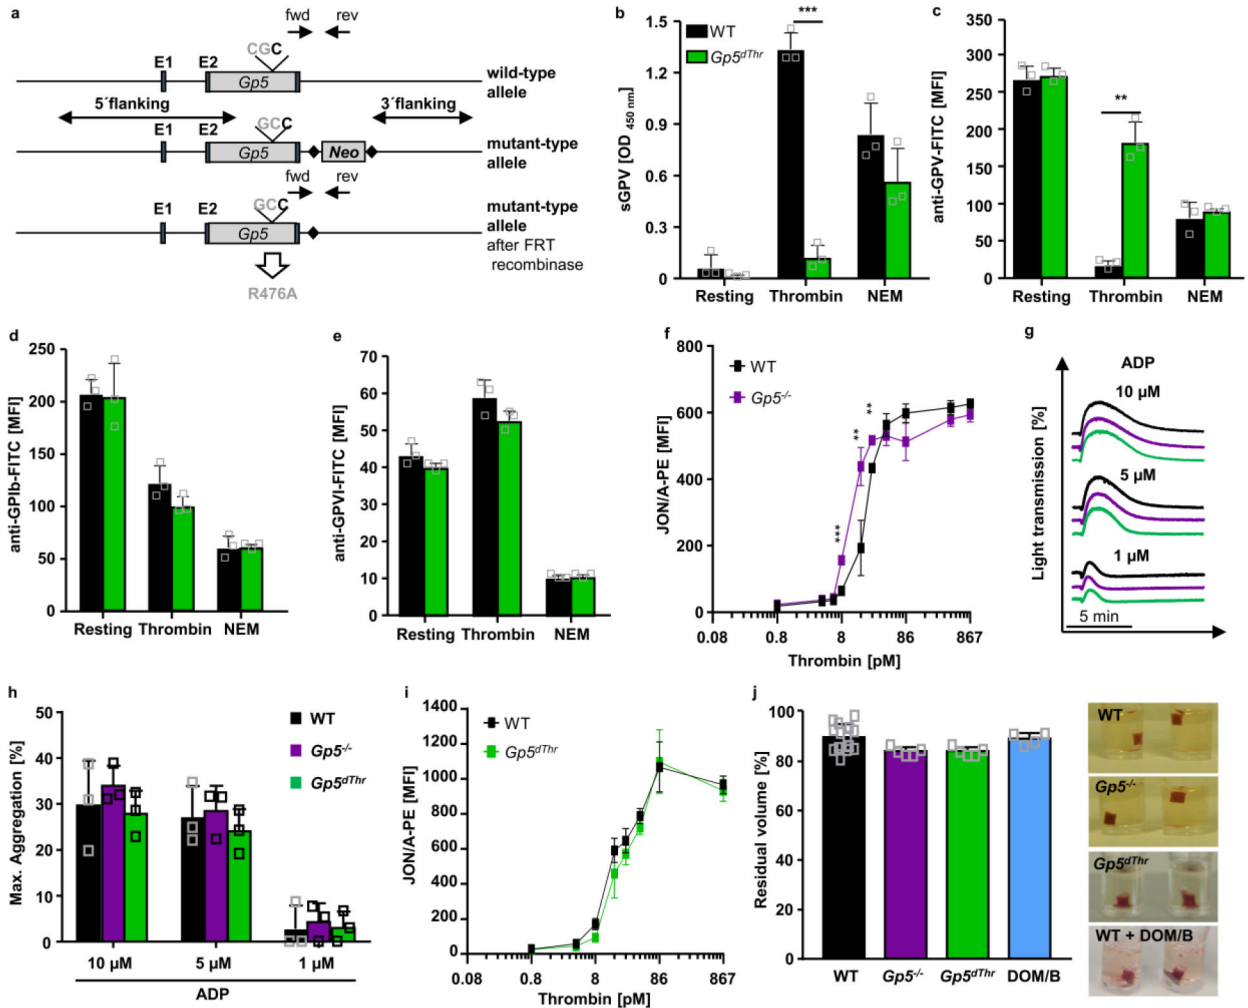 a
fwd rev
CGC
E1 E2
Gp5
wild-type
allele
5´flanking 3´flanking
E1 E2 GCC
Gp5 Neo
mutant-type
allele
fwd rev
E1 E2 GCC
Gp5
mutant-type
allele
after FRT
recombinase
R476A
b
WT
Gp5dThr
***
sGPV [OD 450 nm]
1.5
1.2
0.9
0.6
0.3
0
Resting Thrombin NEM
c
**
anti-GPV-FITC [MFI]
350
300
250
200
150
100
50
0
Resting Thrombin NEM
d
anti-GPIb-FITC [MFI]
250
200
150
100
50
0
Resting Thrombin NEM
e
anti-GPVI-FITC [MFI]
70
60
50
40
30
20
10
0
Resting Thrombin NEM
f
WT
Gp5-/-
JON/A-PE [MFI]
800
600
400
200
0
***
**
**
0.08 0.8 8 86 867
Thrombin [pM]
g
ADP
10 µM
5 µM
1 µM
Light transmission [%]
5 min
h
WT
Gp5-/-
Gp5dThr
Max. Aggregation [%]
50
40
30
20
10
0
10 µM 5 µM 1 µM
ADP
i
WT
Gp5dThr
JON/A-PE [MFI]
1400
1200
1000
800
600
400
200
0
0.08 0.8 8 86 867
Thrombin [pM]
j
Residual volume [%]
100
80
60
40
20
0
WT Gp5-/- Gp5dThr DOM/B
WT
Gp5-/-
Gp5dThr
WT + DOM/B